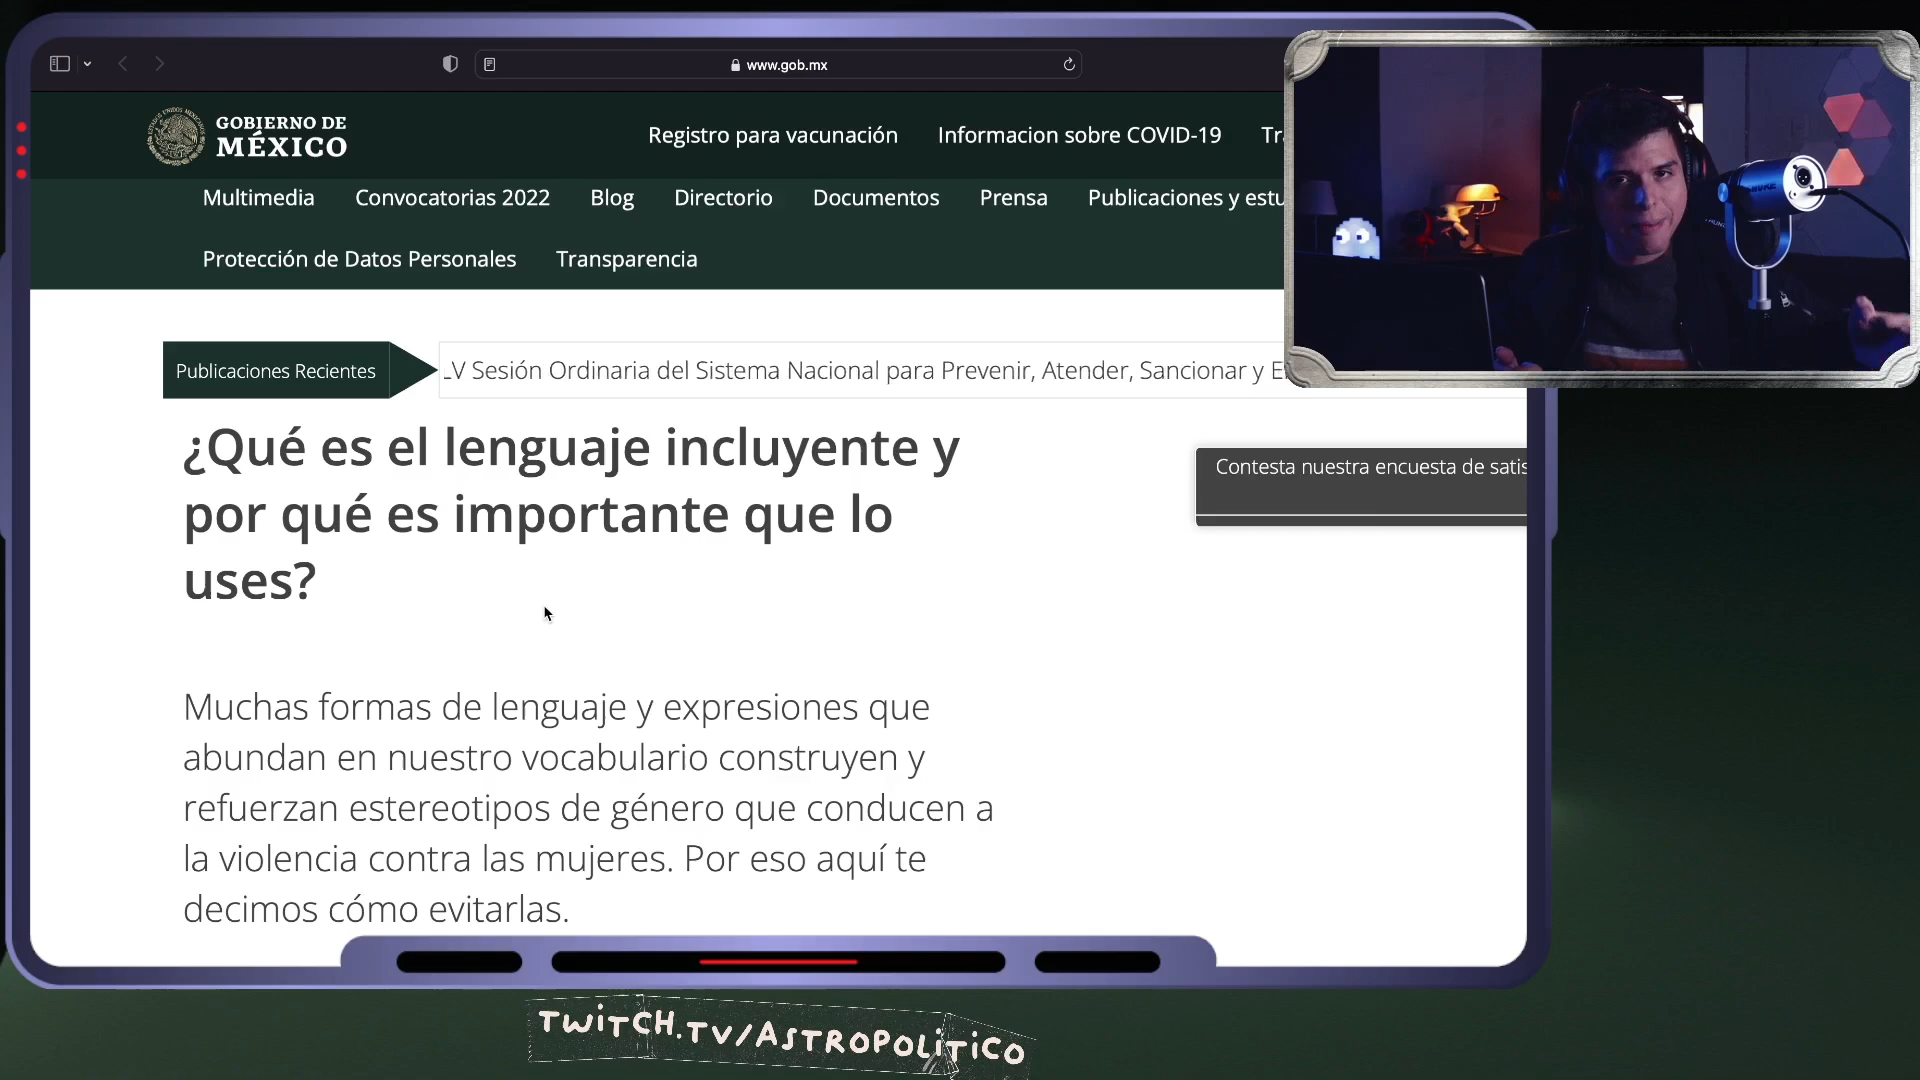 www.gob.mx
GOBIERNO DE
MÉXICO
Registro para vacunación Informacion sobre COVID-19
Multimedia Convocatorias 2022 Blog Directorio Documentos Prensa Publicaciones y estu
Protección de Datos Personales Transparencia
Publicaciones Recientes
V Sesión Ordinaria del Sistema Nacional para Prevenir, Atender, Sancionar y
¿Qué es el lenguaje incluyente y
por qué es importante que lo
uses?
Contesta nuestra encuesta de satis
Muchas formas de lenguaje y expresiones que
abundan en nuestro vocabulario construyen y
refuerzan estereotipos de género que conducen a
la violencia contra las mujeres. Por eso aquí te
decimos cómo evitarlas.
TWiTCH.TV/ASTROPOLíTiCO